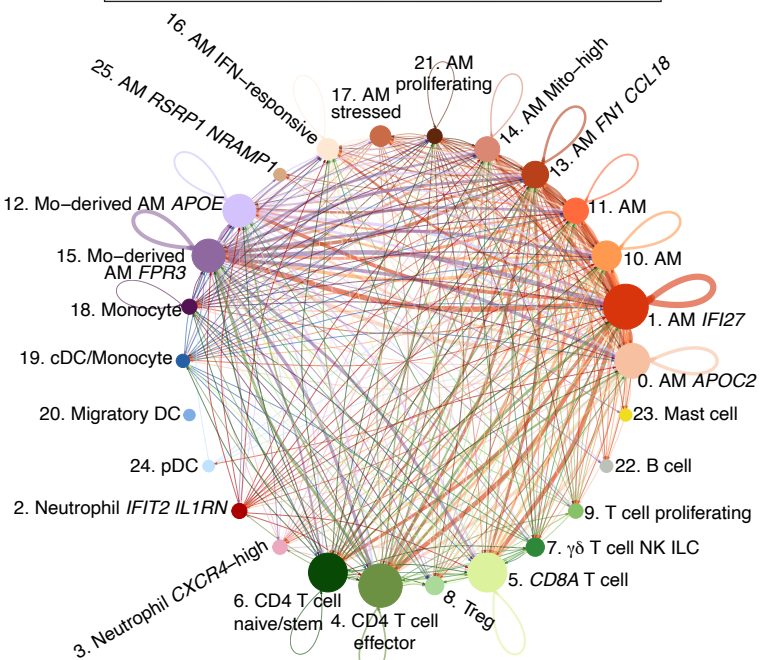 16. AM IFN−responsive
21. AM
proliferating
14. AM Mito−high
25. AM RSRP1 NRAMP1
17. AM
stressed
13. AM FN1 CCL18
12. Mo−derived AM APOE
11. AM
15. Mo−derived
AM FPR3
10. AM
18. Monocyte
1. AM IFI27
19. cDC/Monocyte
0. AM APOC2
20. Migratory DC
23. Mast cell
24. pDC
22. B cell
2. Neutrophil IFIT2 IL1RN
9. T cell proliferating
3. Neutrophil CXCR4−high
7. γδ T cell NK ILC
5. CD8A T cell
6. CD4 T cell
naive/stem
4. CD4 T cell
effector
8. Treg